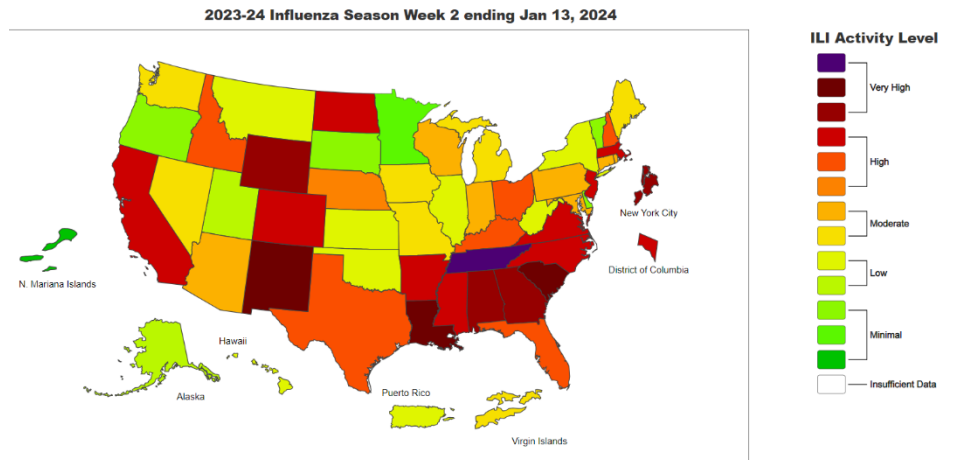 2023-24 Influenza Season Week 2 ending Jan 13, 2024
ILI Activity Level
Very High
High
Moderate
Low
Minimal
Insufficient Data
New York City
District of Columbia
N. Mariana Islands
Hawaii
Alaska
Puerto Rico
Virgin Islands